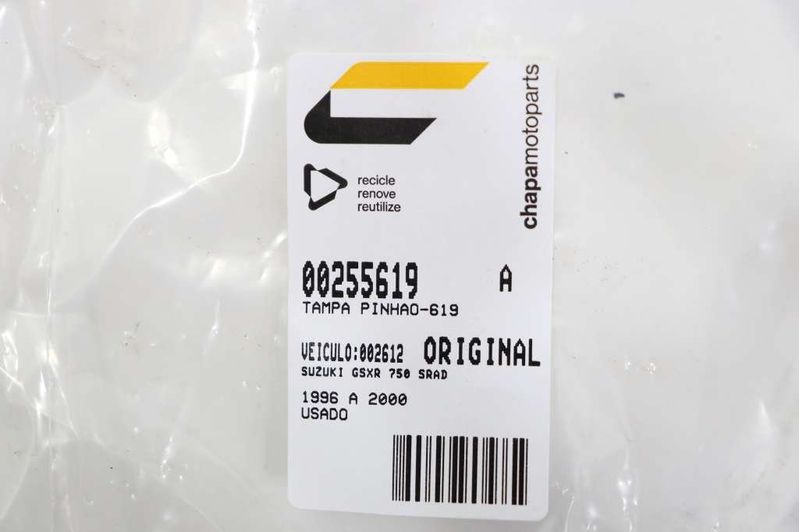 chapamotoparts
recicle
renove
reutilize
00255619 A
TAMPA PINHAO-619
VEICULO:002612 ORIGINAL
SUZUKI GSXR 750 SRAD
1996 A 2000
USADO